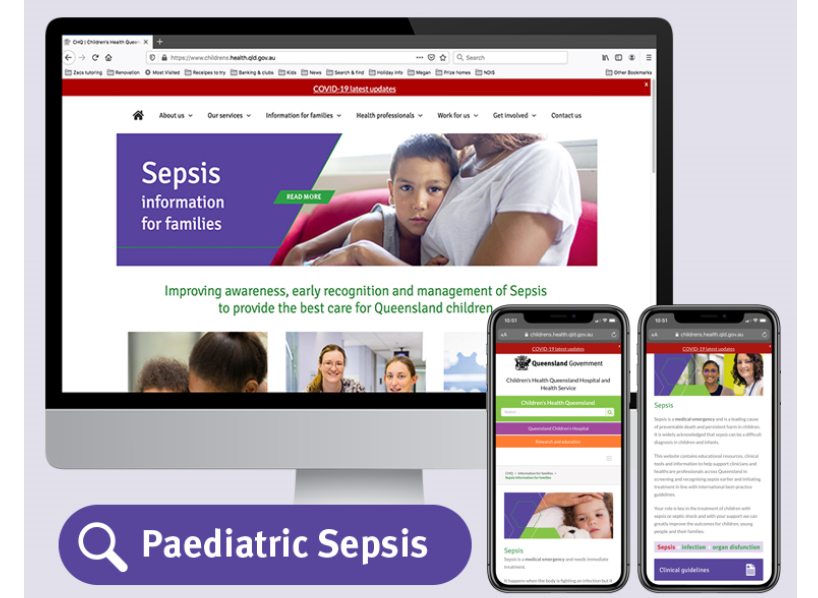 CHQ | Children's Health Queen
https://www.childrens.health.qld.gov.au
Search
Zacs tutoring Renovation Most Visited Receipes to try Banking & clubs Kids News Search & find Holiday info Megan Prize homes NDIS Other Bookmarks
COVID-19 latest updates
About us Our services Information for families Health professionals Work for us Get involved Contact us
Sepsis
information
for families
READ MORE
Improving awareness, early recognition and management of Sepsis
to provide the best care for Queensland children
10:51
AA childrens.health.qld.gov.au
COVID-19 latest updates
Queensland Government
Children's Health Queensland Hospital and
Health Service
Children's Health Queensland
Search
Queensland Children's Hospital
Research and education
CHQ / Information for families /
Sepsis information for families
Sepsis
Sepsis is a medical emergency and needs immediate
treatment.
It happens when the body is fighting an infection but it
10:51
AA childrens.health.qld.gov.au
COVID-19 latest updates
Sepsis
Sepsis is a medical emergency and is a leading cause
of preventable death and persistent harm in children.
It is widely acknowledged that sepsis can be a difficult
diagnosis in children and infants.
This website contains educational resources, clinical
tools and information to help support clinicians and
healthcare professionals across Queensland in
screening and recognising sepsis earlier and initiating
treatment in line with international best-practice
guidelines.
Your role is key in the treatment of children with
sepsis or septic shock and with your support we can
greatly improve the outcomes for children, young
people and their families.
Sepsis infection organ disfunction
Clinical guidelines
Paediatric Sepsis